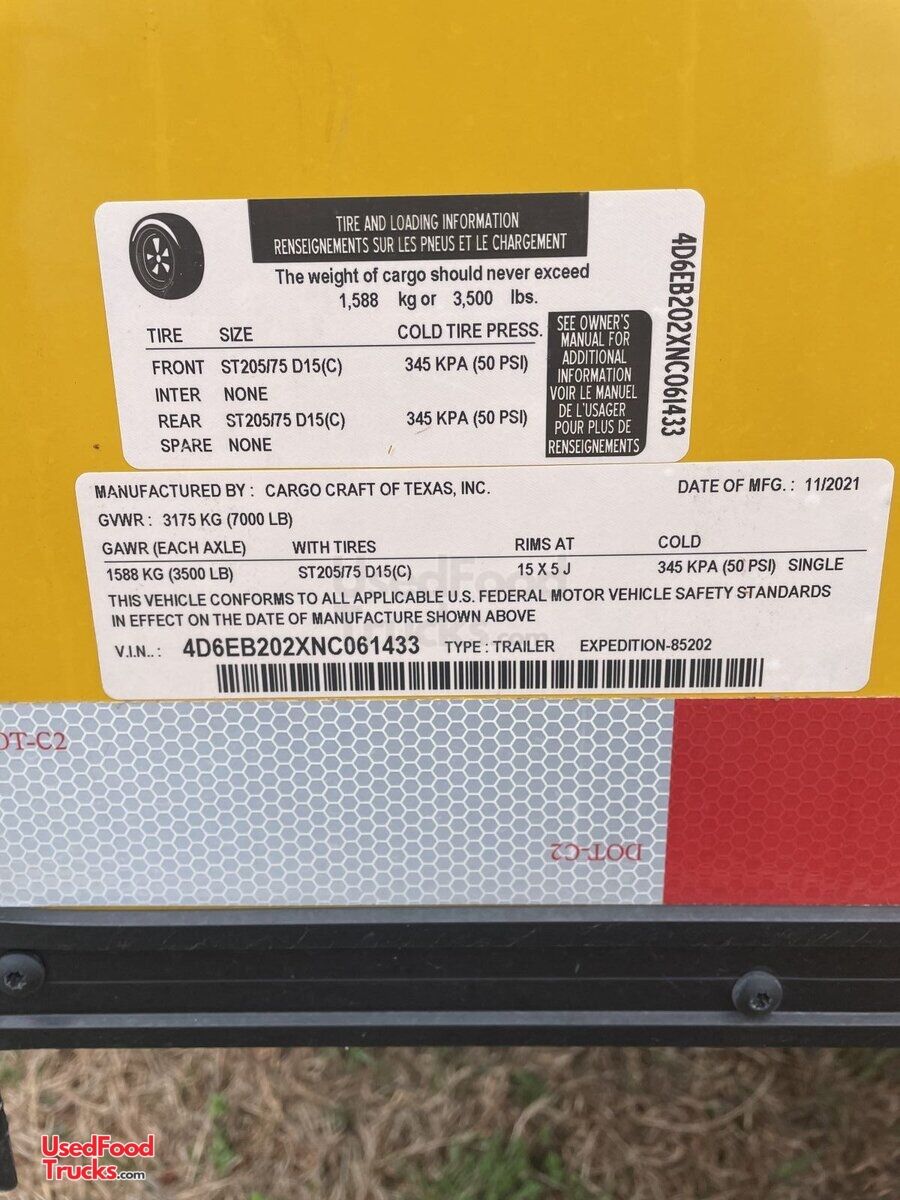 TIRE AND LOADING INFORMATION
RENSEIGNEMENTS SUR LES PNEUS ET LE CHARGEMENT
The weight of cargo should never exceed
1,588 kg or 3,500 lbs.
TIRE SIZE COLD TIRE PRESS.
FRONT ST205/75 D15(C) 345 KPA (50 PSI)
INTER NONE
REAR ST205/75 D15(C) 345 KPA (50 PSI)
SPARE NONE
SEE OWNER'S
MANUAL FOR
ADDITIONAL
INFORMATION
VOIR LE MANUEL
DE L'USAGER
POUR PLUS DE
RENSEIGNEMENTS
4D6EB202XNC061433
MANUFACTURED BY : CARGO CRAFT OF TEXAS, INC. DATE OF MFG. : 11/2021
GVWR : 3175 KG (7000 LB)
GAWR (EACH AXLE) WITH TIRES RIMS AT COLD
1588 KG (3500 LB) ST205/75 D15(C) 15 X 5 J 345 KPA (50 PSI) SINGLE
THIS VEHICLE CONFORMS TO ALL APPLICABLE U.S. FEDERAL MOTOR VEHICLE SAFETY STANDARDS
IN EFFECT ON THE DATE OF MANUFACTURE SHOWN ABOVE
V.I.N.. : 4D6EB202XNC061433 TYPE : TRAILER EXPEDITION-85202
UsedFood
Trucks.com
DOT-C2
DOT-C2
UsedFood
Trucks.com